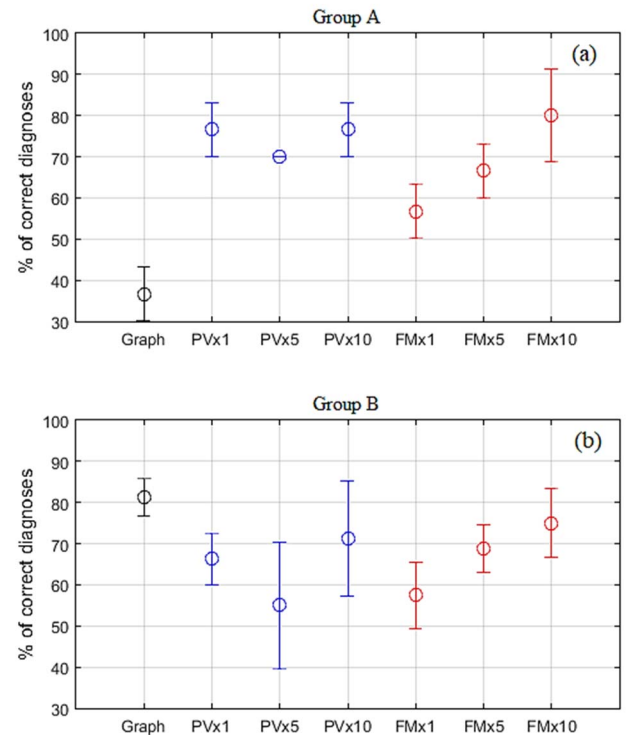 Group A
(a)
% of correct diagnoses
100
90
80
70
60
50
40
30
Graph PVx1 PVx5 PVx10 FMx1 FMx5 FMx10
Group B
(b)
% of correct diagnoses
100
90
80
70
60
50
40
30
Graph PVx1 PVx5 PVx10 FMx1 FMx5 FMx10